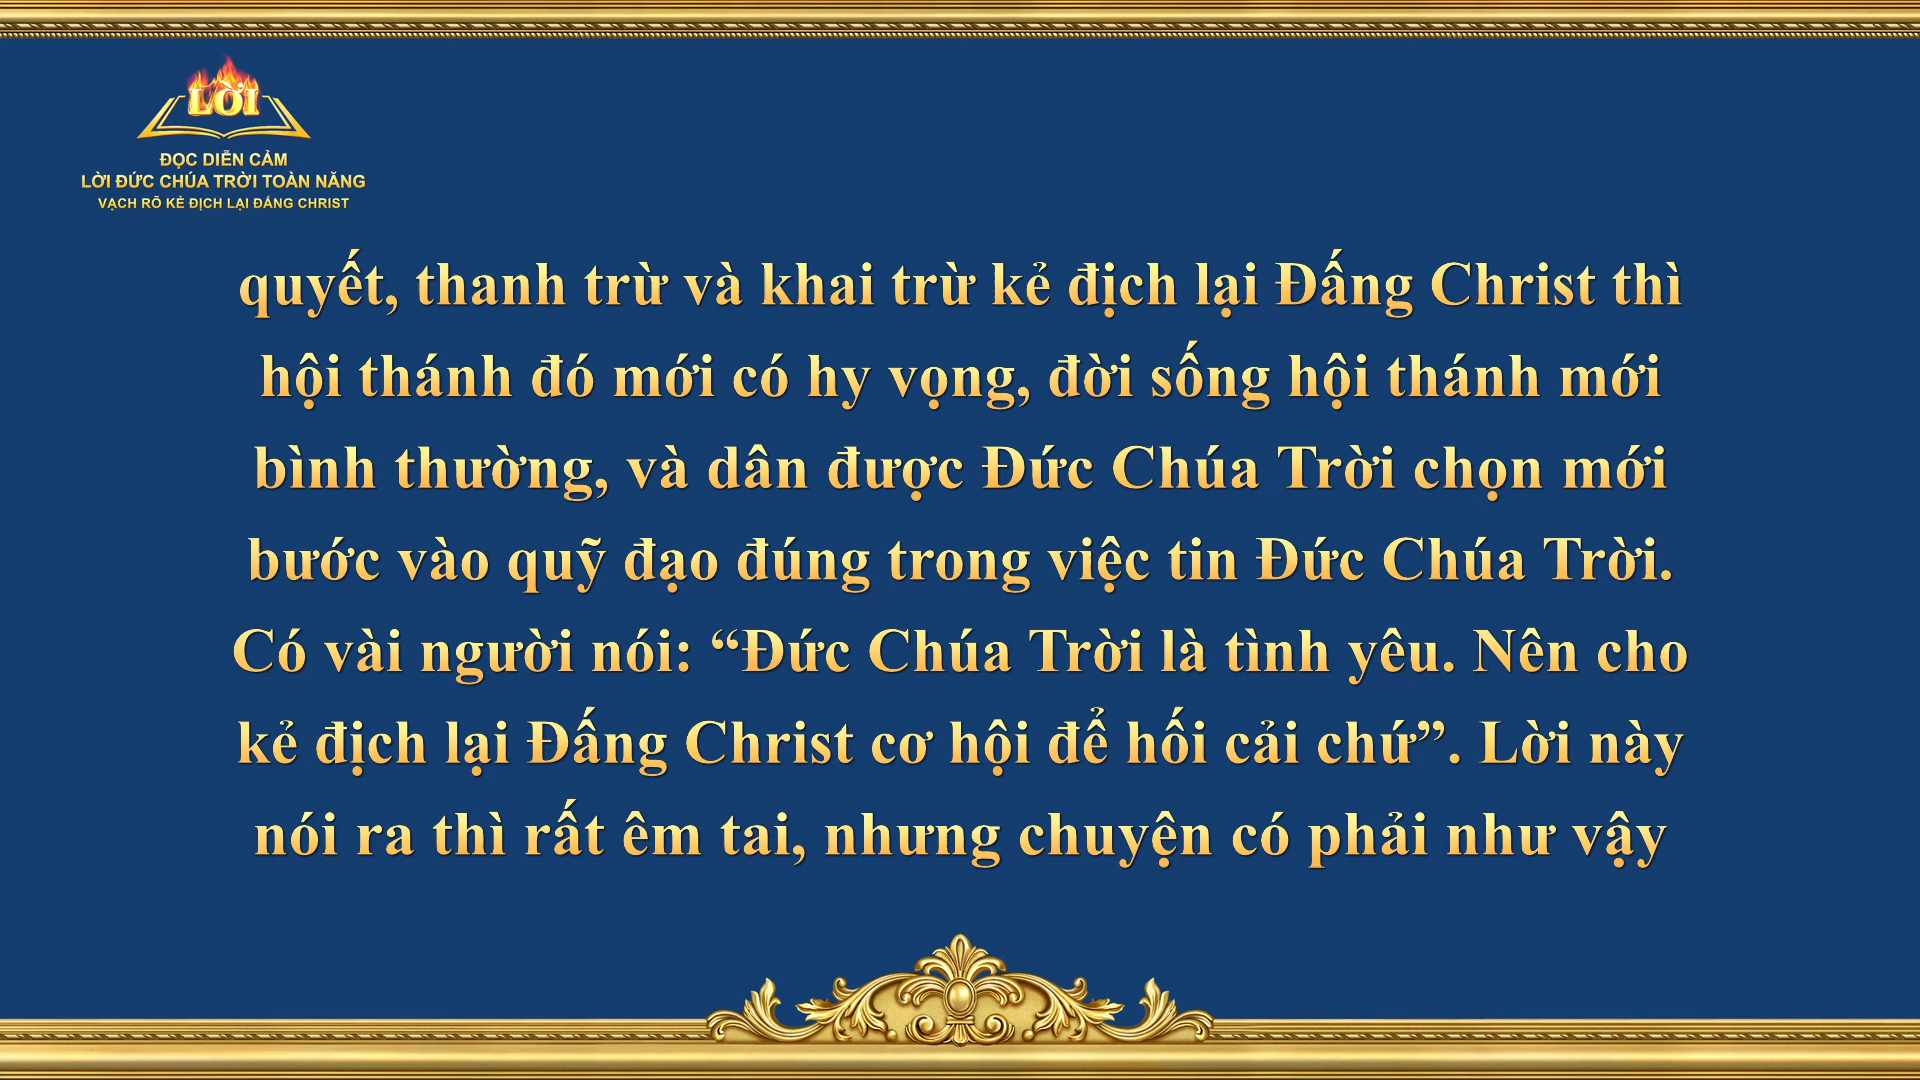 LỜI
ĐỌC DIỄN CẢM
LỜI ĐỨC CHÚA TRỜI TOÀN NĂNG
VẠCH RÕ KẺ ĐỊCH LẠI ĐẤNG CHRIST
quyết, thanh trừ và khai trừ kẻ địch lại Đấng Christ thì
hội thánh đó mới có hy vọng, đời sống hội thánh mới
bình thường, và dân được Đức Chúa Trời chọn mới
bước vào quỹ đạo đúng trong việc tin Đức Chúa Trời.
Có vài người nói: “Đức Chúa Trời là tình yêu. Nên cho
kẻ địch lại Đấng Christ cơ hội để hối cải chứ”. Lời này
nói ra thì rất êm tai, nhưng chuyện có phải như vậy